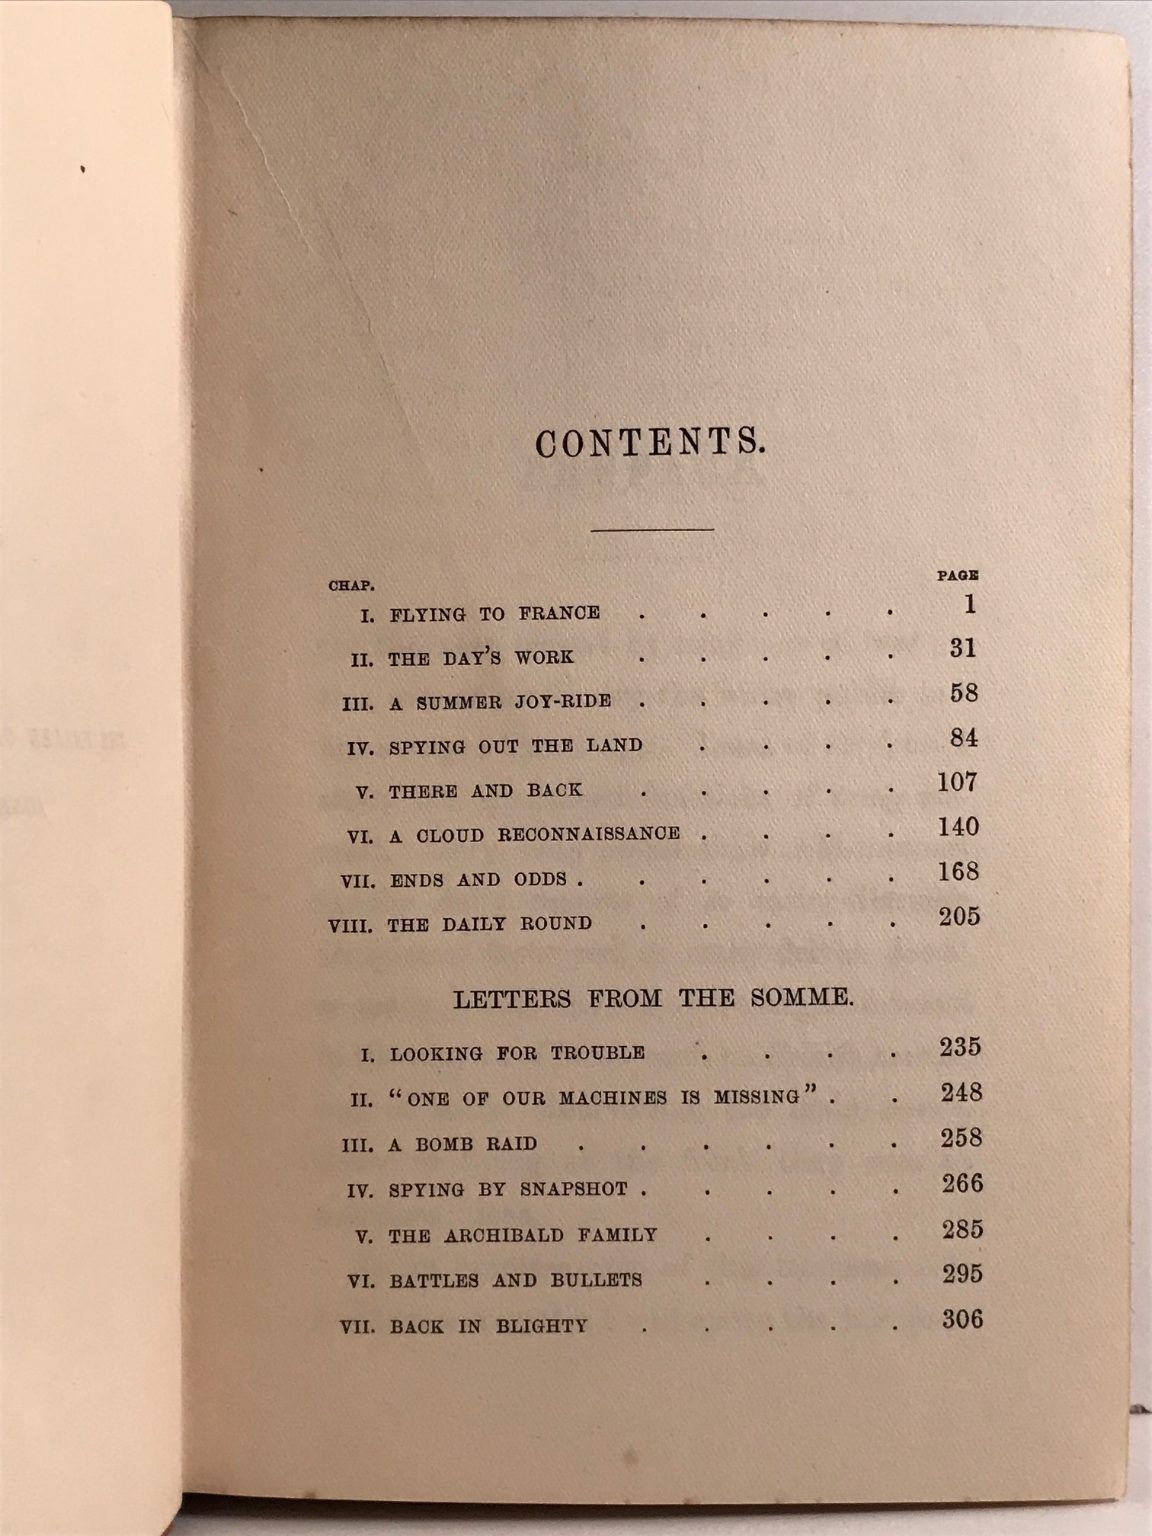 CONTENTS.
CHAP. PAGE
I. FLYING TO FRANCE . . . . . 1
II. THE DAY'S WORK . . . . . 31
III. A SUMMER JOY-RIDE . . . . . 58
IV. SPYING OUT THE LAND . . . . 84
V. THERE AND BACK . . . . . 107
VI. A CLOUD RECONNAISSANCE . . . . 140
VII. ENDS AND ODDS . . . . . . 168
VIII. THE DAILY ROUND . . . . . 205
LETTERS FROM THE SOMME.
I. LOOKING FOR TROUBLE . . . . 235
II. "ONE OF OUR MACHINES IS MISSING" . . 248
III. A BOMB RAID . . . . . . 258
IV. SPYING BY SNAPSHOT . . . . . 266
V. THE ARCHIBALD FAMILY . . . . 285
VI. BATTLES AND BULLETS . . . . 295
VII. BACK IN BLIGHTY . . . . . 306